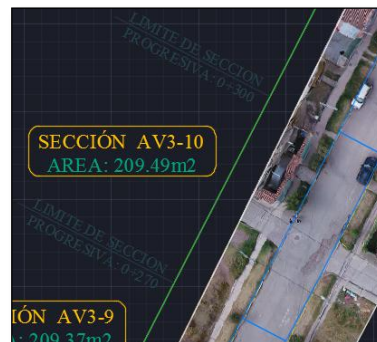 LIMITE DE SECCION
PROGRESIVA: 0+300
SECCIÓN AV3-10
AREA: 209.49m2
LIMITE DE SECCION
PROGRESIVA: 0+270
IÓN AV3-9
A: 209.37m2